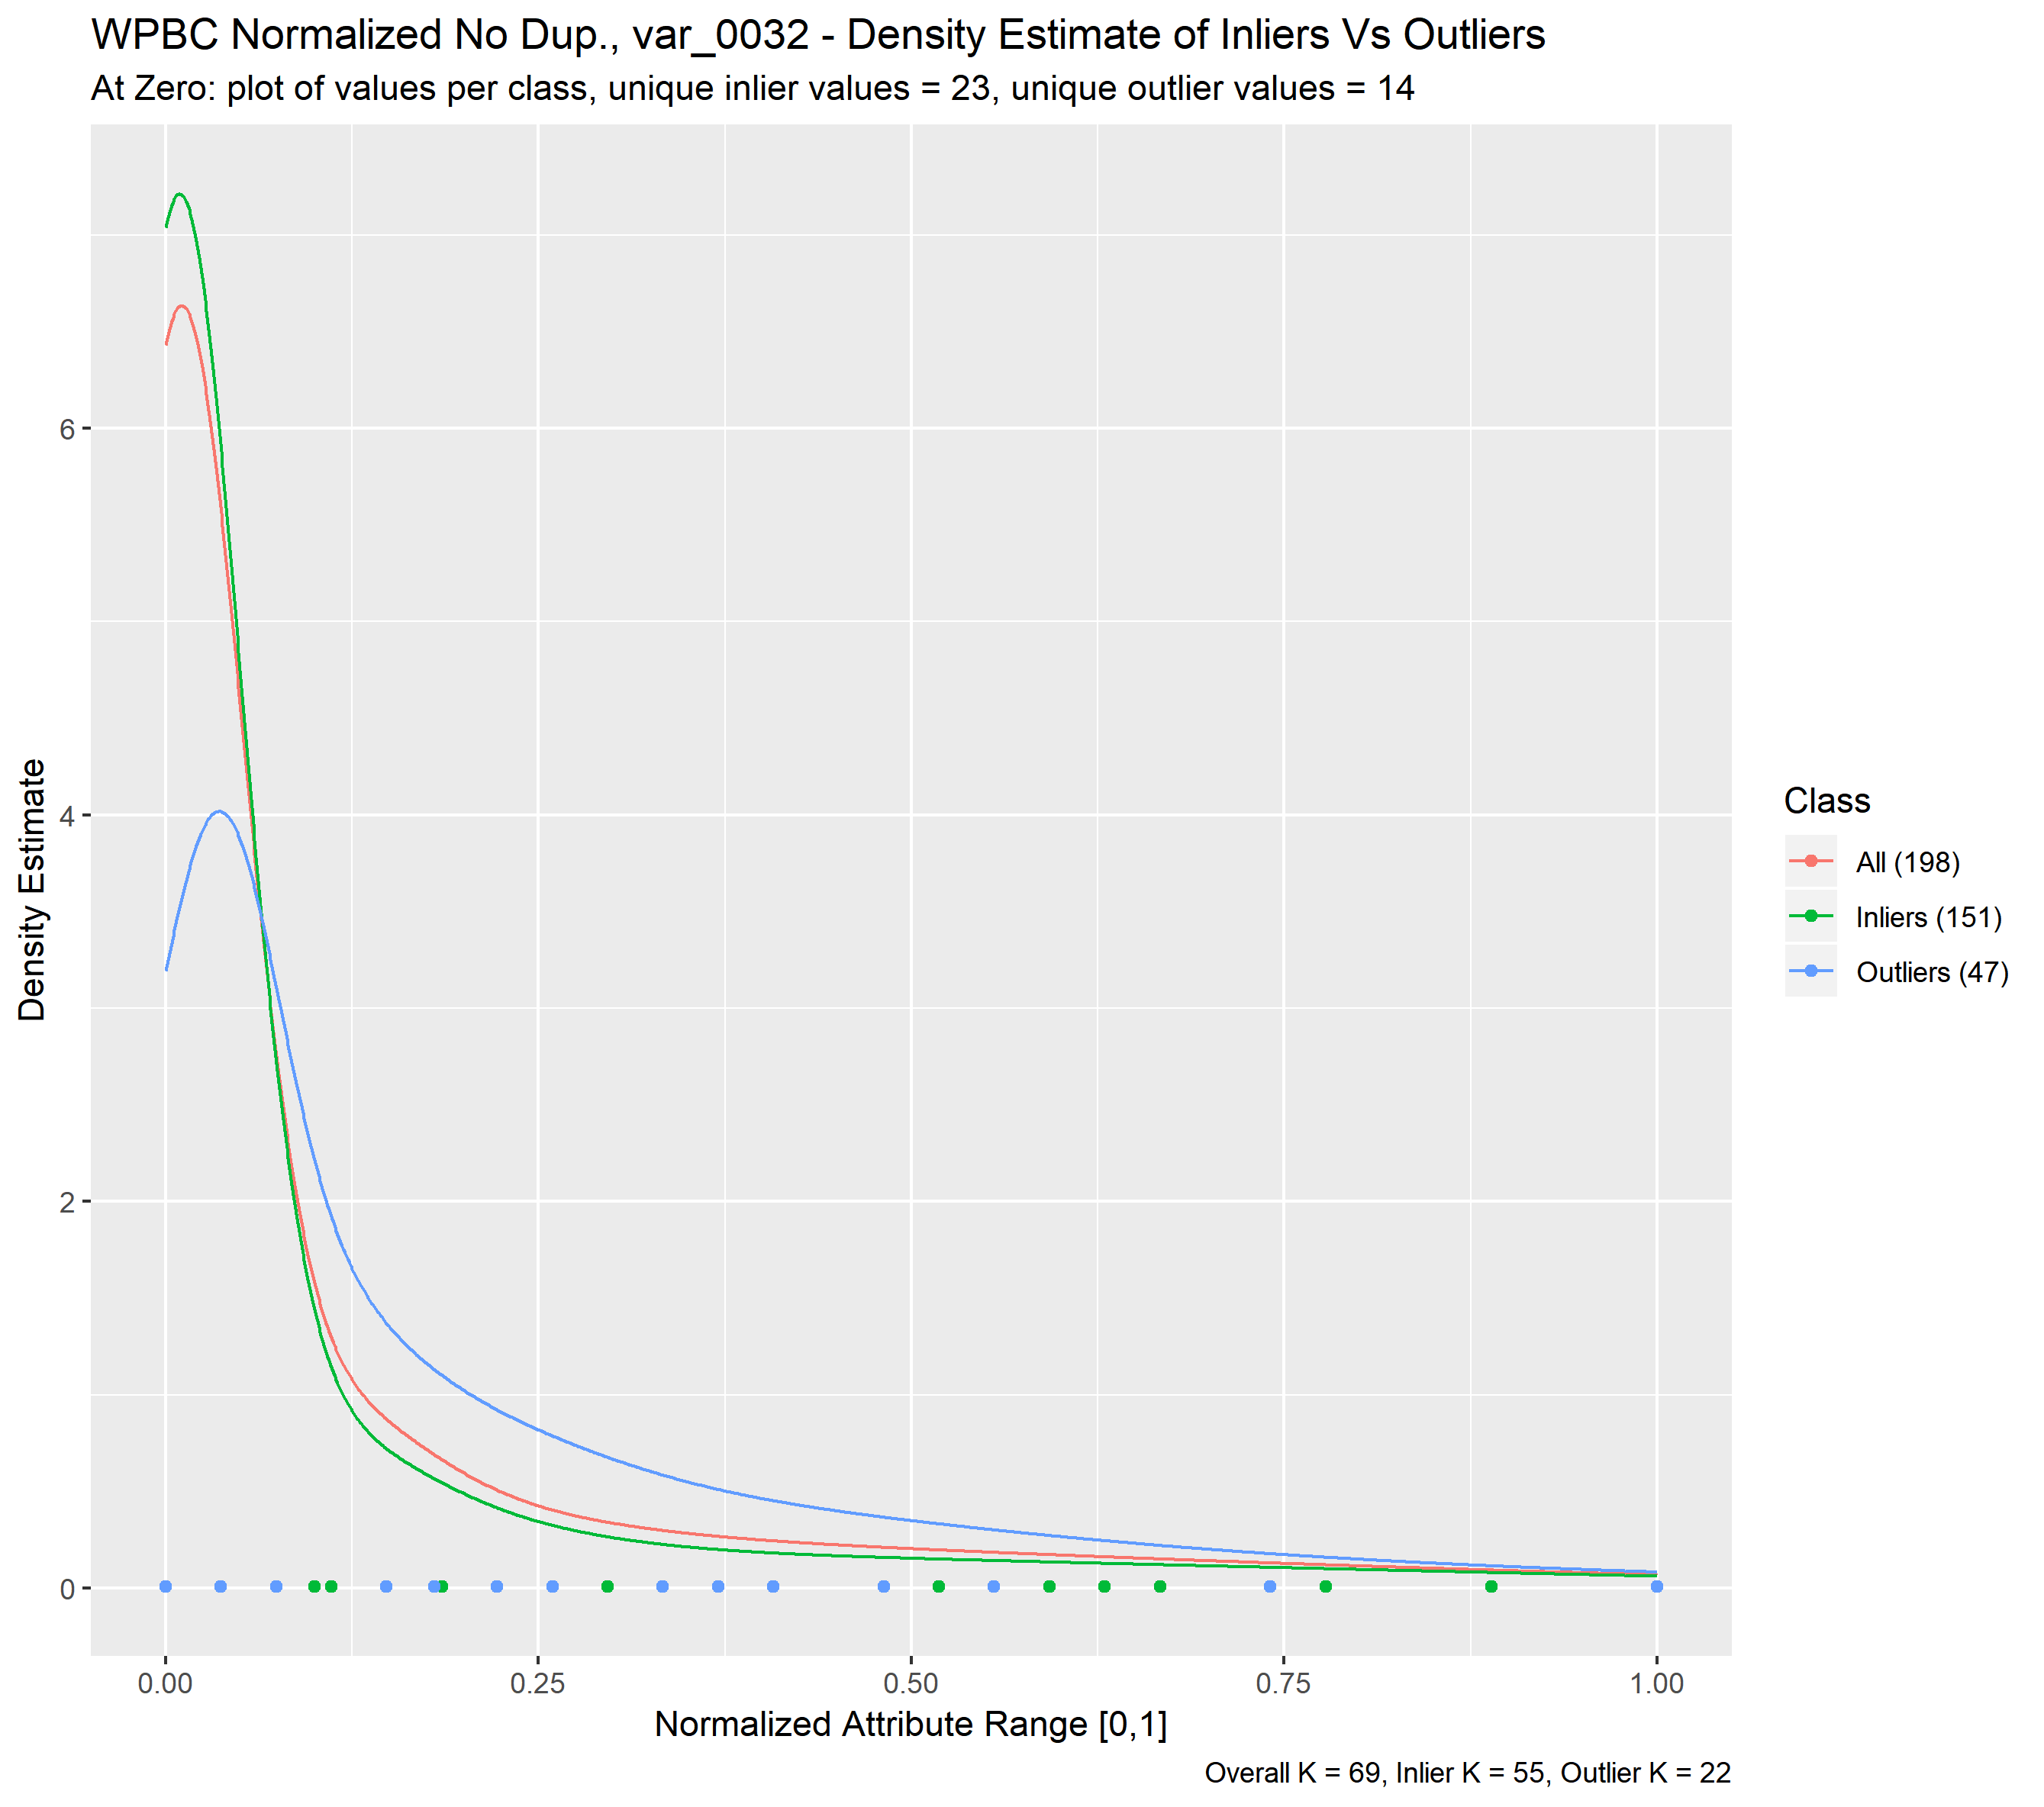 WPBC Normalized No Dup., var_0032 - Density Estimate of Inliers Vs Outliers
At Zero: plot of values per class, unique inlier values = 23, unique outlier values = 14
Density Estimate
6
4
2
0
0.00
0.25
0.50
0.75
1.00
Normalized Attribute Range [0,1]
Class
All (198)
Inliers (151)
Outliers (47)
Overall K = 69, Inlier K = 55, Outlier K = 22